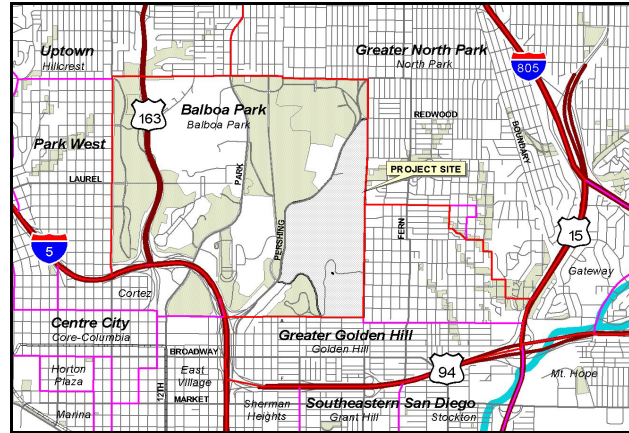 Uptown
Hillcrest
Greater North Park
North Park
805
163
Balboa Park
Balboa Park
REDWOOD
BOUNDARY
Park West
LAUREL
PARK
PROJECT SITE
PERSHING
FERN
15
5
Gateway
Cortez
Centre City
Core-Columbia
Greater Golden Hill
Golden Hill
BROADWAY
94
Horton
Plaza
East
Village
12TH
MARKET
Mt. Hope
Marina
Sherman
Heights
Southeastern San Diego
Grant Hill
Stockton